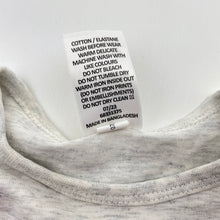 COTTON / ELASTANE
WASH BEFORE WEAR
WARM DELICATE
MACHINE WASH WITH
LIKE COLOURS
DO NOT BLEACH
DO NOT TUMBLE DRY
WARM IRON INSIDE OUT
(DO NOT IRON PRINTS
OR EMBELLISHMENTS)
DO NOT DRY CLEAN
07/23
MADE IN BANGLADESH